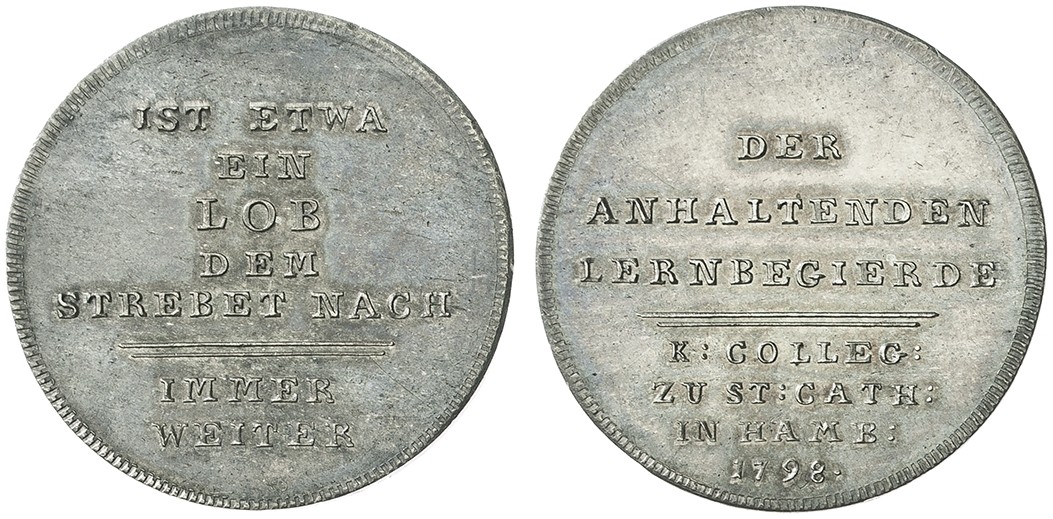 IST ETWA
EIN
LOB
DEM
STREBET NACH
IMMER
WEITER
DER
ANHALTENDEN
LERNBEGIERDE
K: COLLEG:
ZU ST: CATH:
IN HAMB:
1798.